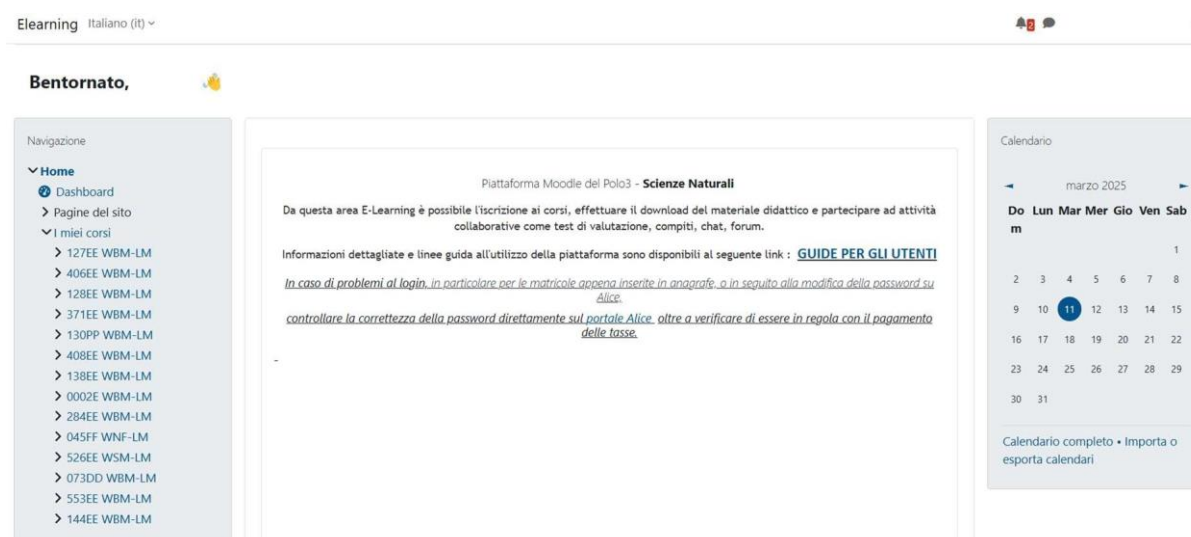 Elearning Italiano (it)
2
Bentornato,
Navigazione
Home
Dashboard
Pagine del sito
I miei corsi
127EE WBM-LM
406EE WBM-LM
128EE WBM-LM
371EE WBM-LM
130PP WBM-LM
408EE WBM-LM
138EE WBM-LM
0002E WBM-LM
284EE WBM-LM
045FF WNF-LM
526EE WSM-LM
073DD WBM-LM
553EE WBM-LM
144EE WBM-LM
Piattaforma Moodle del Polo3 - Scienze Naturali
Da questa area E-Learning è possibile l'iscrizione ai corsi, effettuare il download del materiale didattico e partecipare ad attività
collaborative come test di valutazione, compiti, chat, forum.
Informazioni dettagliate e linee guida all'utilizzo della piattaforma sono disponibili al seguente link : GUIDE PER GLI UTENTI
In caso di problemi al login, in particolare per le matricole appena inserite in anagrafe, o in seguito alla modifica della password su
Alice,
controllare la correttezza della password direttamente sul portale Alice oltre a verificare di essere in regola con il pagamento
delle tasse.
-
Calendario
◄ marzo 2025 ►
Do Lun Mar Mer Gio Ven Sab
m
1
2 3 4 5 6 7 8
9 10 11 12 13 14 15
16 17 18 19 20 21 22
23 24 25 26 27 28 29
30 31
Calendario completo • Importa o
esporta calendari